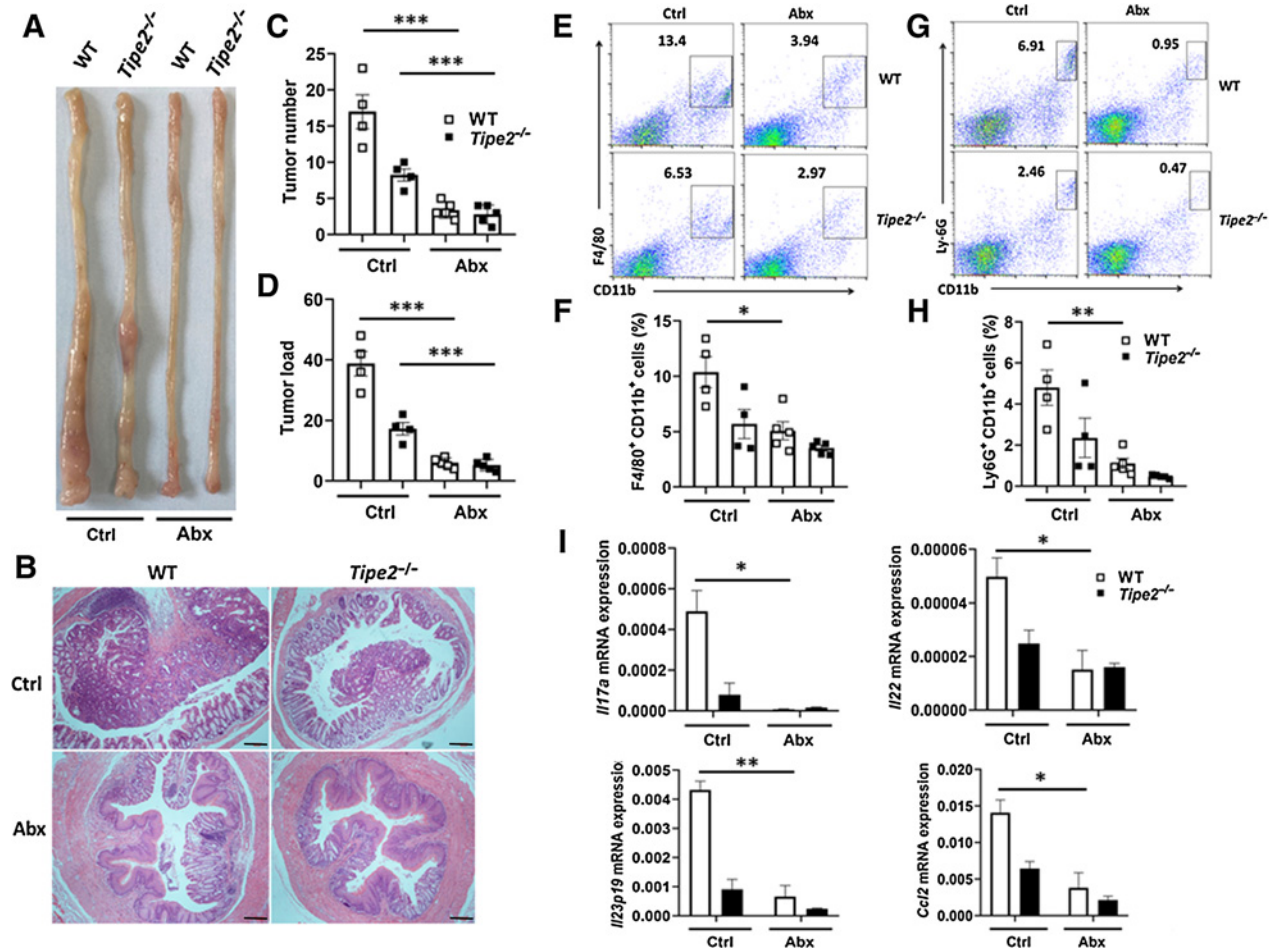 A
WT
Tipe2-/-
WT
Tipe2-/-
Ctrl
Abx
B
WT
Tipe2-/-
Ctrl
Abx
C
***
***
Tumor number
25
20
15
10
5
0
WT
Tipe2-/-
Ctrl
Abx
D
***
***
Tumor load
60
40
20
0
Ctrl
Abx
E
Ctrl
Abx
13.4
3.94
WT
6.53
2.97
Tipe2-/-
F4/80
CD11b
F
*
F4/80+ CD11b+ cells (%)
15
10
5
0
Ctrl
Abx
G
Ctrl
Abx
6.91
0.95
WT
2.46
0.47
Tipe2-/-
Ly-6G
CD11b
H
**
Ly6G+ CD11b+ cells (%)
8
6
4
2
0
WT
Tipe2-/-
Ctrl
Abx
I
*
Il17a mRNA expression
0.0008
0.0006
0.0004
0.0002
0.0000
Ctrl
Abx
*
Il22 mRNA expression
0.00006
0.00004
0.00002
0.00000
WT
Tipe2-/-
Ctrl
Abx
**
Il23p19 mRNA expression
0.005
0.004
0.003
0.002
0.001
0.000
Ctrl
Abx
*
Ccl2 mRNA expression
0.020
0.015
0.010
0.005
0.000
Ctrl
Abx